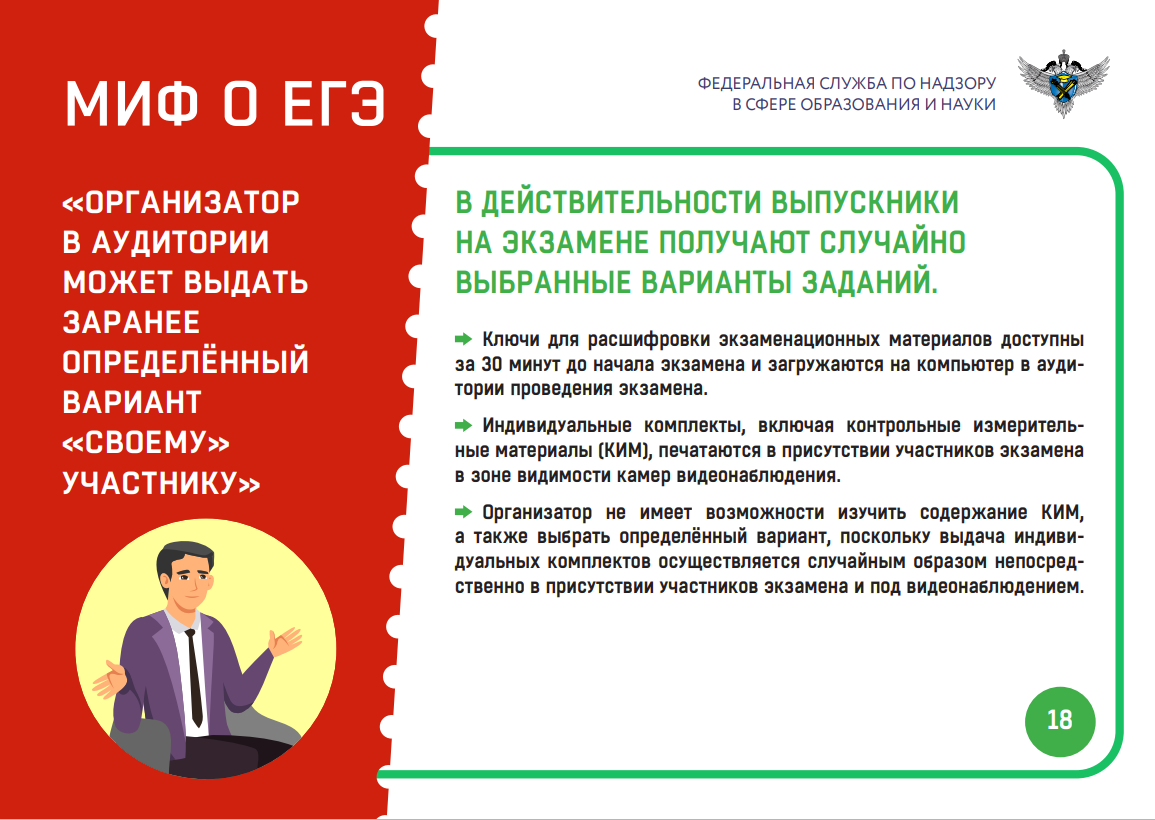 МИФ О ЕГЭ
«ОРГАНИЗАТОР
В АУДИТОРИИ
МОЖЕТ ВЫДАТЬ
ЗАРАНЕЕ
ОПРЕДЕЛЁННЫЙ
ВАРИАНТ
«СВОЕМУ»
УЧАСТНИКУ»
ФЕДЕРАЛЬНАЯ СЛУЖБА ПО НАДЗОРУ
В СФЕРЕ ОБРАЗОВАНИЯ И НАУКИ
В ДЕЙСТВИТЕЛЬНОСТИ ВЫПУСКНИКИ
НА ЭКЗАМЕНЕ ПОЛУЧАЮТ СЛУЧАЙНО
ВЫБРАННЫЕ ВАРИАНТЫ ЗАДАНИЙ.
Ключи для расшифровки экзаменационных материалов доступны
за 30 минут до начала экзамена и загружаются на компьютер в ауди-
тории проведения экзамена.
Индивидуальные комплекты, включая контрольные измеритель-
ные материалы (КИМ), печатаются в присутствии участников экзамена
в зоне видимости камер видеонаблюдения.
Организатор не имеет возможности изучить содержание КИМ,
а также выбрать определённый вариант, поскольку выдача индиви-
дуальных комплектов осуществляется случайным образом непосред-
ственно в присутствии участников экзамена и под видеонаблюдением.
18